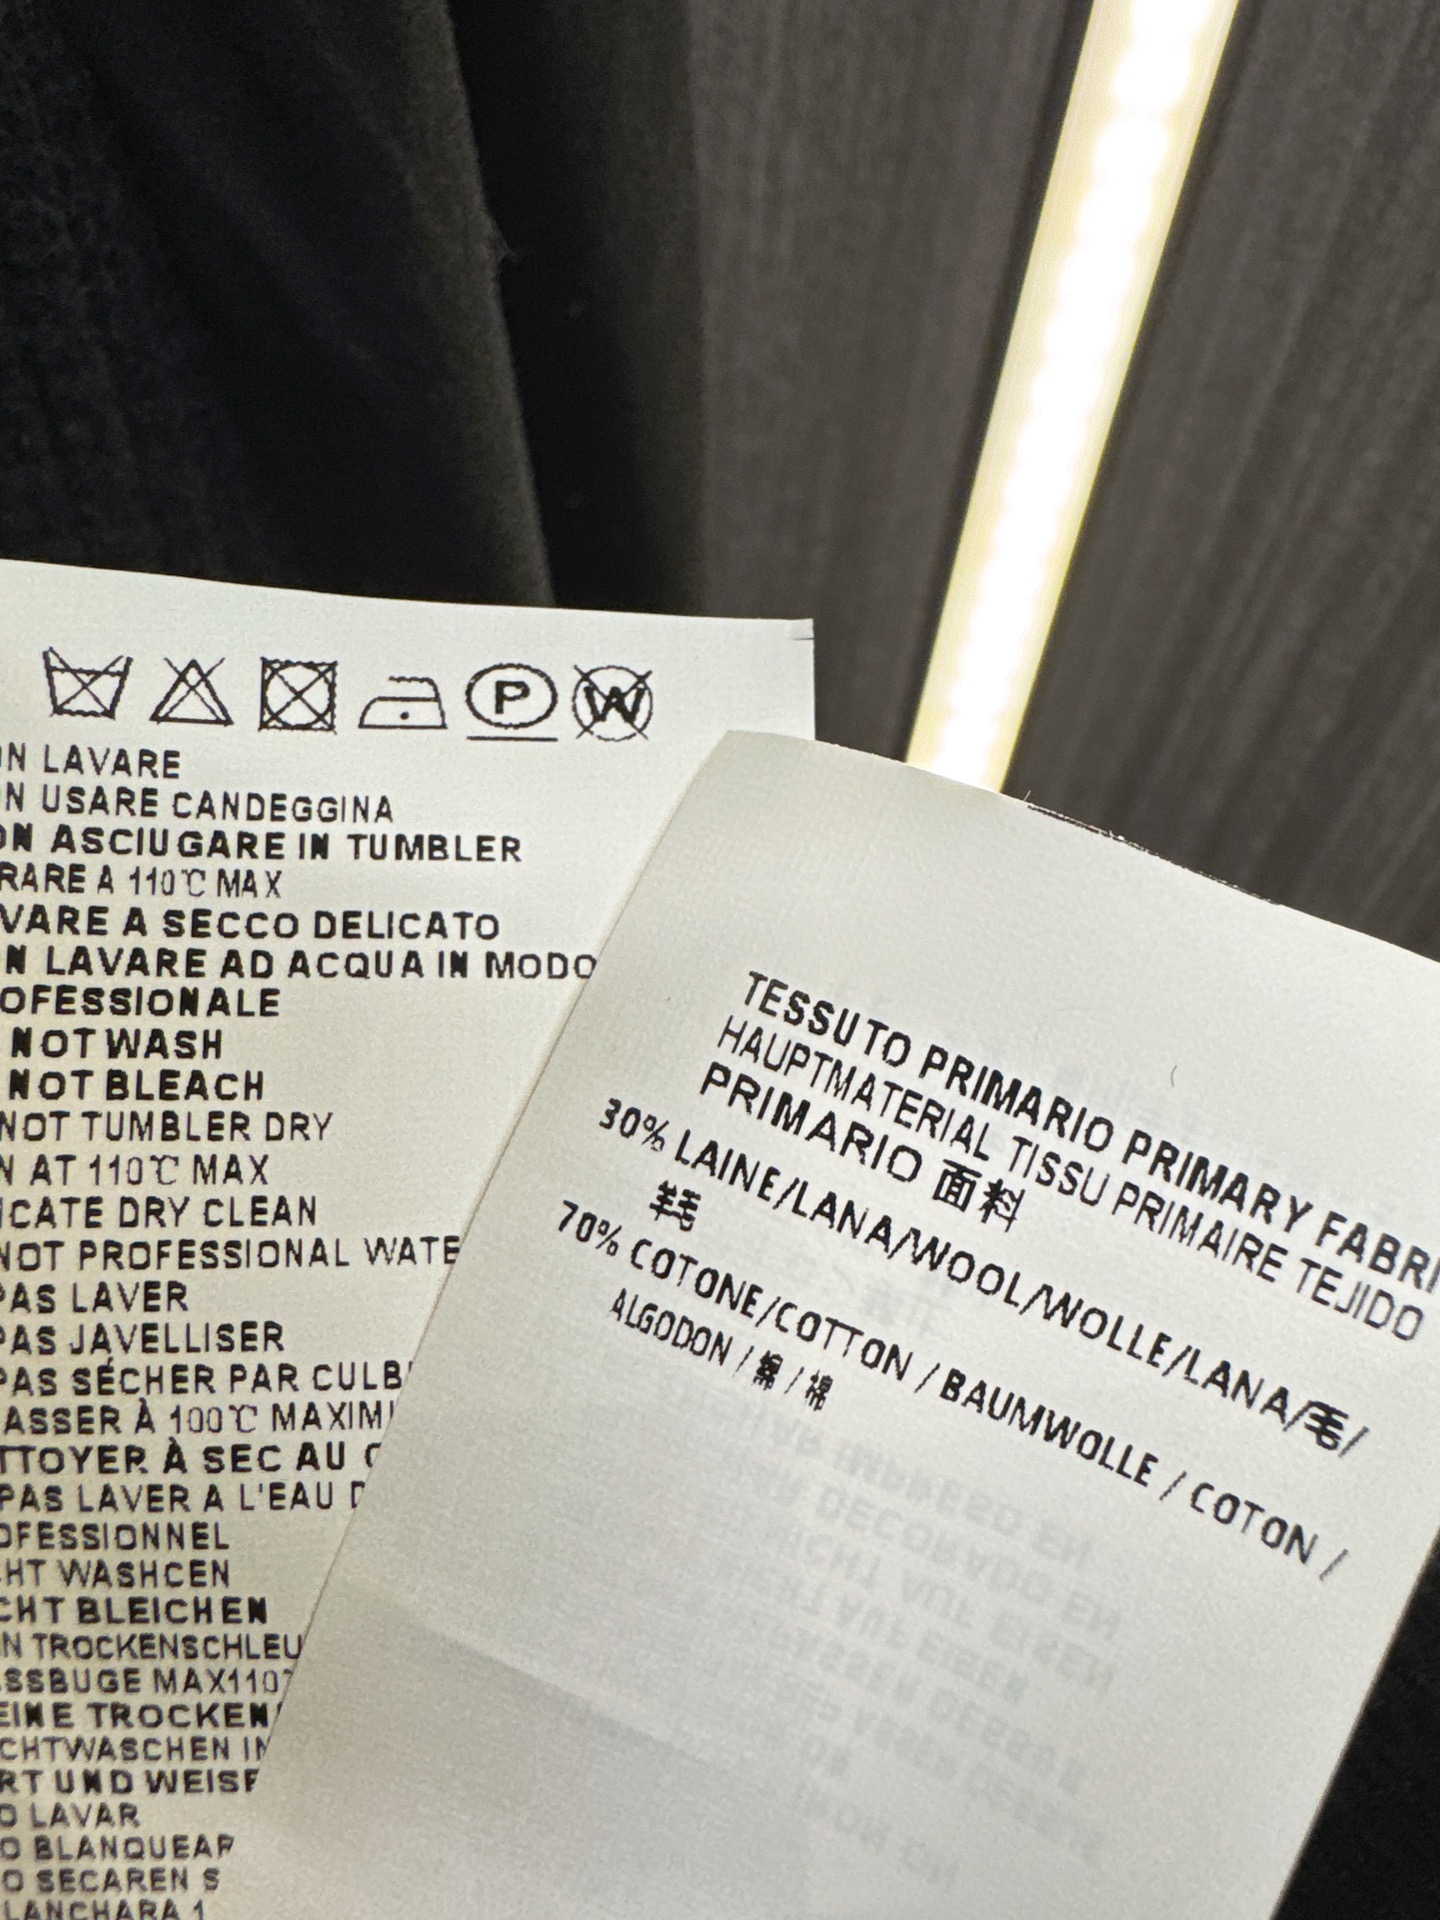 P W
ON LAVARE
ON USARE CANDEGGINA
ON ASCIUGARE IN TUMBLER
RARE A 110℃ MAX
VARE A SECCO DELICATO
N LAVARE AD ACQUA IN MODO
OFESSIONALE
NOT WASH
NOT BLEACH
NOT TUMBLER DRY
N AT 110℃ MAX
ICATE DRY CLEAN
NOT PROFESSIONAL WATE
PAS LAVER
PAS JAVELLISER
PAS SÉCHER PAR CULB
ASSER À 100℃ MAXIM
TTOYER À SEC AU
PAS LAVER A L'EAU D
OFESSIONNEL
CHT WASHCEN
CHT BLEICHEN
N TROCKENSCHLEU
SSBUGE MAX110
EINE TROCKEN
CHTWASCHEN IN
RT UND WEISE
O LAVAR
O BLANQUEAR
O SECAREN S
LANCHARA 1
TESSUTO PRIMARIO PRIMARY FABRI
HAUPTMATERIAL TISSU PRIMAIRE TEJIDO
PRIMARIO 面料
30% LAINE/LANA/WOOL/WOLLE/LANA/毛/
羊毛
70% COTONE/COTTON / BAUMWOLLE / COTON /
ALGODON / 綿 / 棉